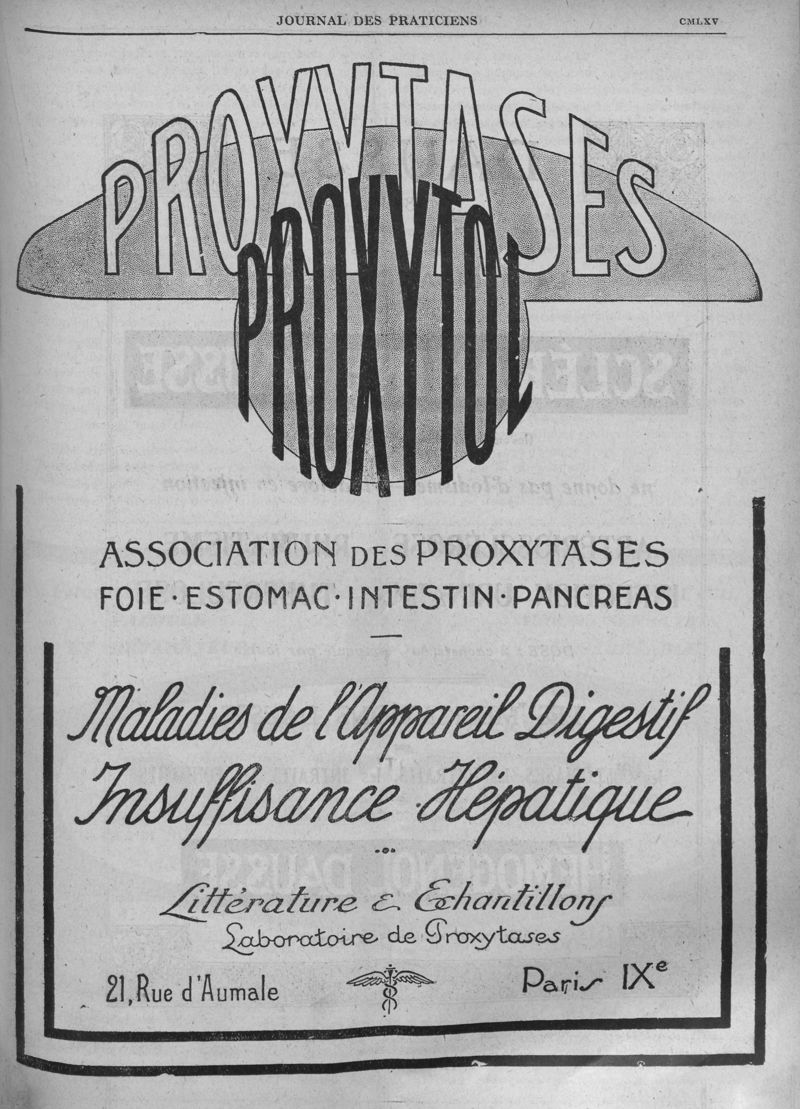 JOURNAL DES PRATICIENS CMLXV
PROXYTASES
PROXYTOL
ASSOCIATION DES PROXYTASES
FOIE · ESTOMAC · INTESTIN · PANCREAS
Maladies de l'Appareil Digestif
Insuffisance Hépatique
Littérature & Echantillons
Laboratoire de Proxytases
21, Rue d'Aumale Paris IXe